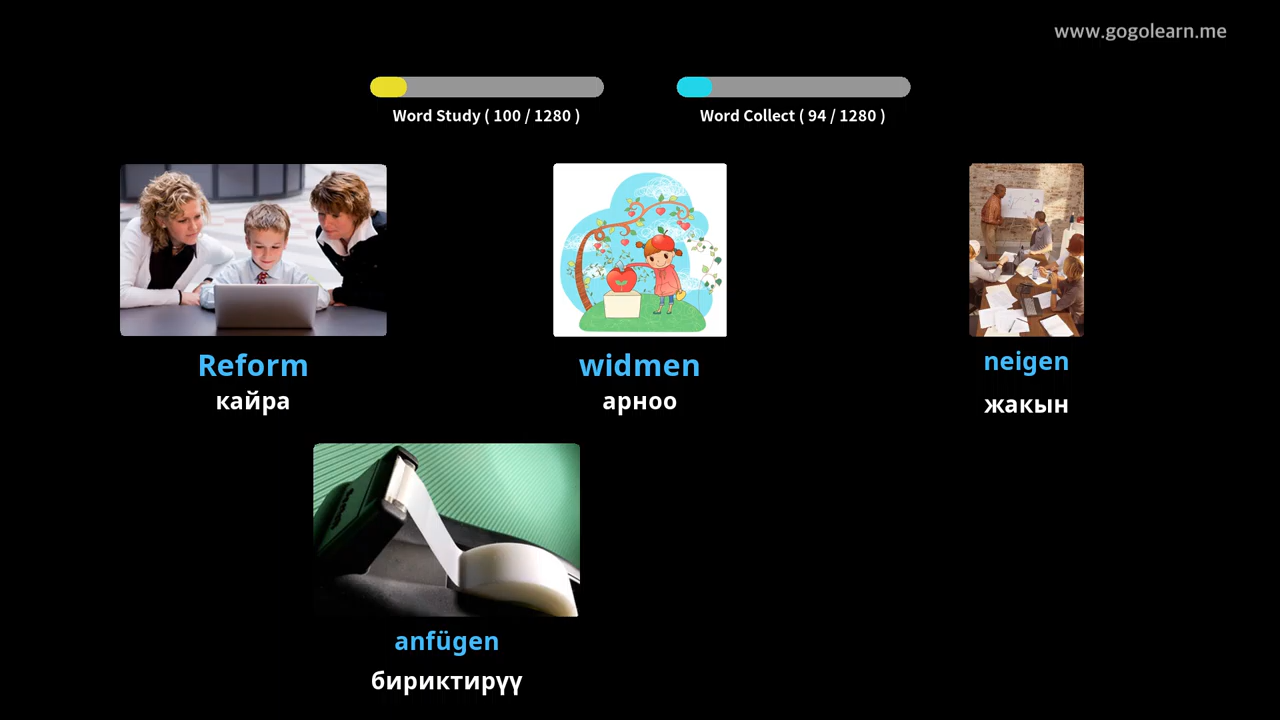 www.gogolearn.me
Word Study ( 100 / 1280 )
Word Collect ( 94 / 1280 )
Reform
кайра
widmen
арноо
neigen
жакын
anfügen
бириктирүү